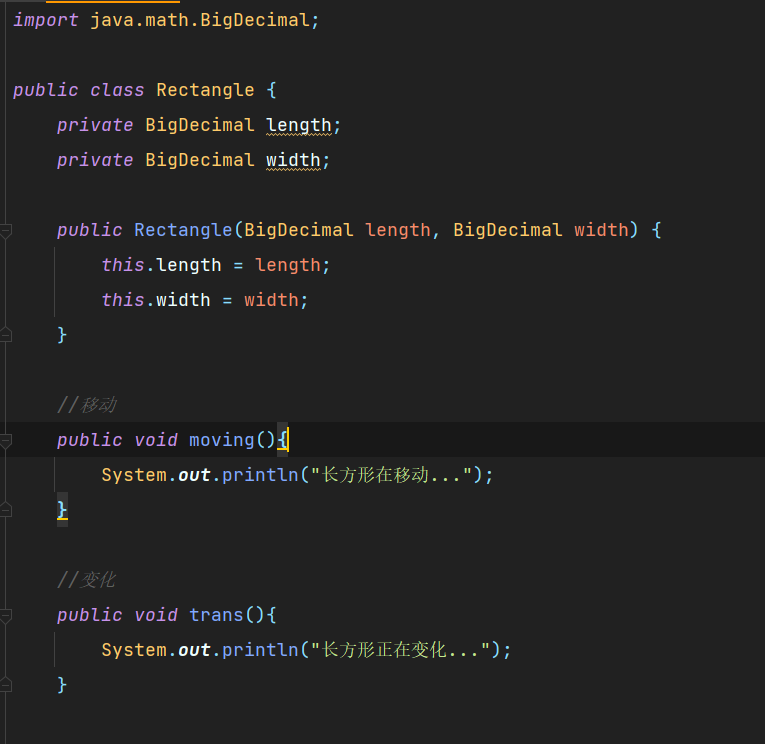 import java.math.BigDecimal;
public class Rectangle {
private BigDecimal length;
private BigDecimal width;
public Rectangle(BigDecimal length, BigDecimal width) {
this.length = length;
this.width = width;
}
//移动
public void moving(){
System.out.println("长方形在移动...");
}
//变化
public void trans(){
System.out.println("长方形正在变化...");
}